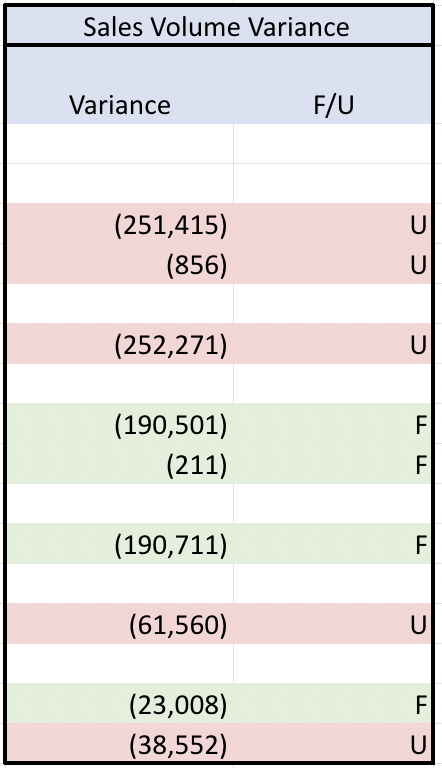 Sales Volume Variance
Variance F/U
(251,415) U
(856) U
(252,271) U
(190,501) F
(211) F
(190,711) F
(61,560) U
(23,008) F
(38,552) U